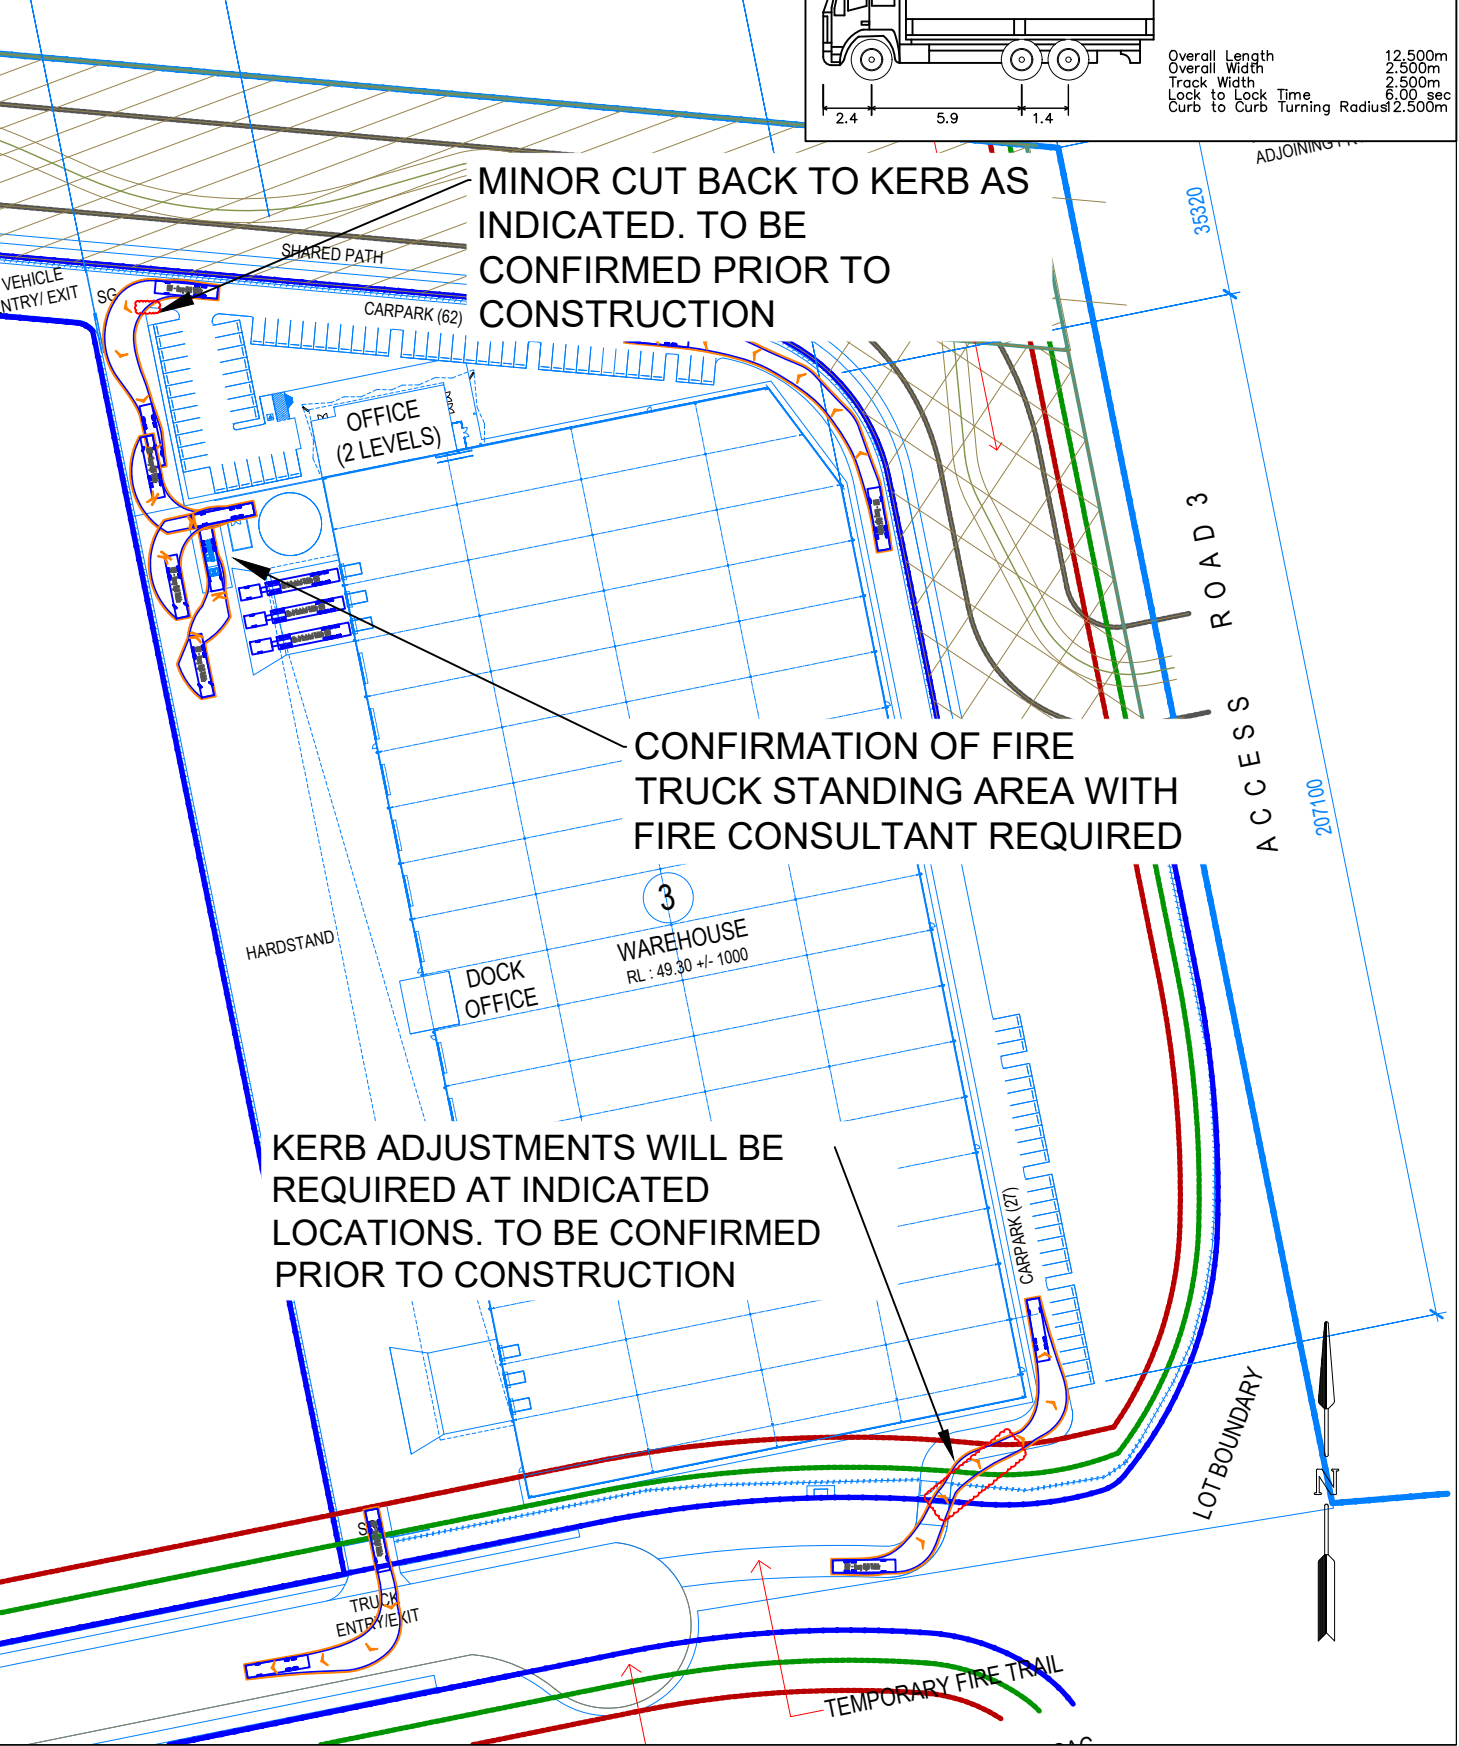 Overall Length 12.500m
Overall Width 2.500m
Track Width 2.500m
Lock to Lock Time 6.00 sec
Curb to Curb Turning Radius 12.500m
2.4 5.9 1.4
35320
MINOR CUT BACK TO KERB AS
INDICATED. TO BE
CONFIRMED PRIOR TO
CONSTRUCTION
SHARED PATH
VEHICLE
NTRY/ EXIT
CARPARK (62)
OFFICE
(2 LEVELS)
ACCESS ROAD 3
207100
CONFIRMATION OF FIRE
TRUCK STANDING AREA WITH
FIRE CONSULTANT REQUIRED
3
WAREHOUSE
RL : 49.30 +/- 1000
HARDSTAND
DOCK
OFFICE
KERB ADJUSTMENTS WILL BE
REQUIRED AT INDICATED
LOCATIONS. TO BE CONFIRMED
PRIOR TO CONSTRUCTION
CARPARK (27)
LOT BOUNDARY
N
TRUCK
ENTRY/EXIT
TEMPORARY FIRE TRAIL